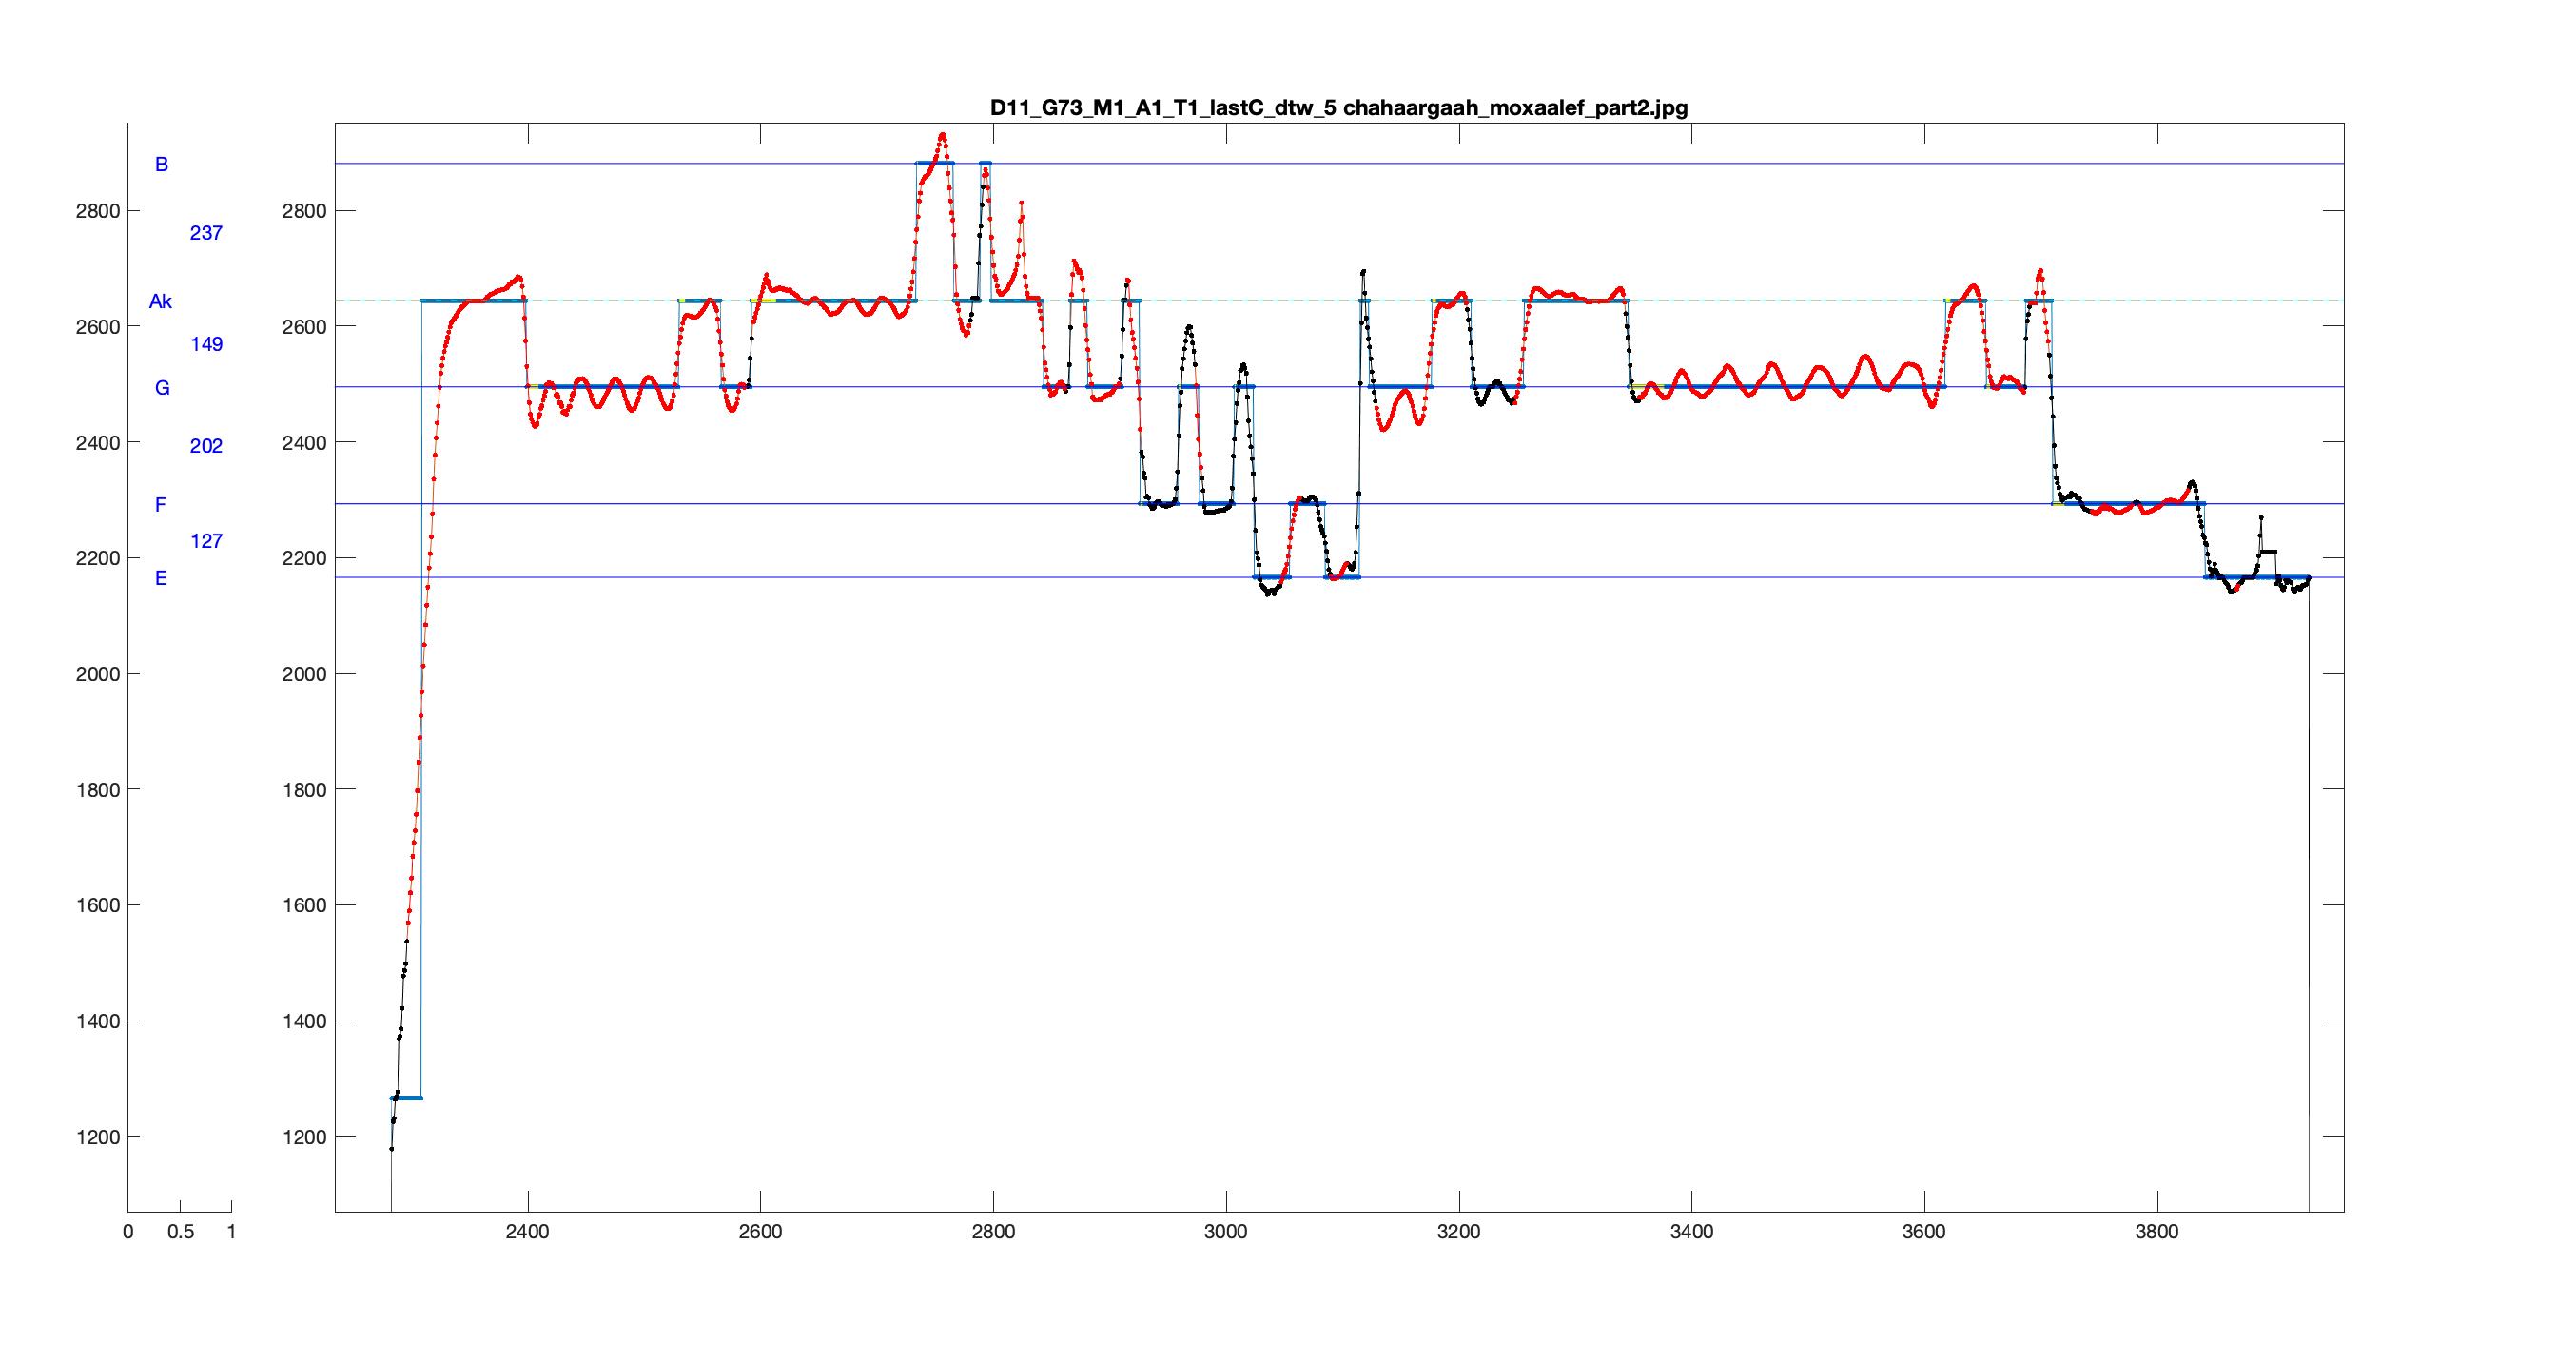 D11_G73_M1_A1_T1_lastC_dtw_5 chahaargaah_moxaalef_part2.jpg
B
2800 2800
237
Ak
2600 2600
149
G
2400 2400
202
F
127
2200 2200
E
2000 2000
1800 1800
1600 1600
1400 1400
1200 1200
0 0.5 1 2400 2600 2800 3000 3200 3400 3600 3800